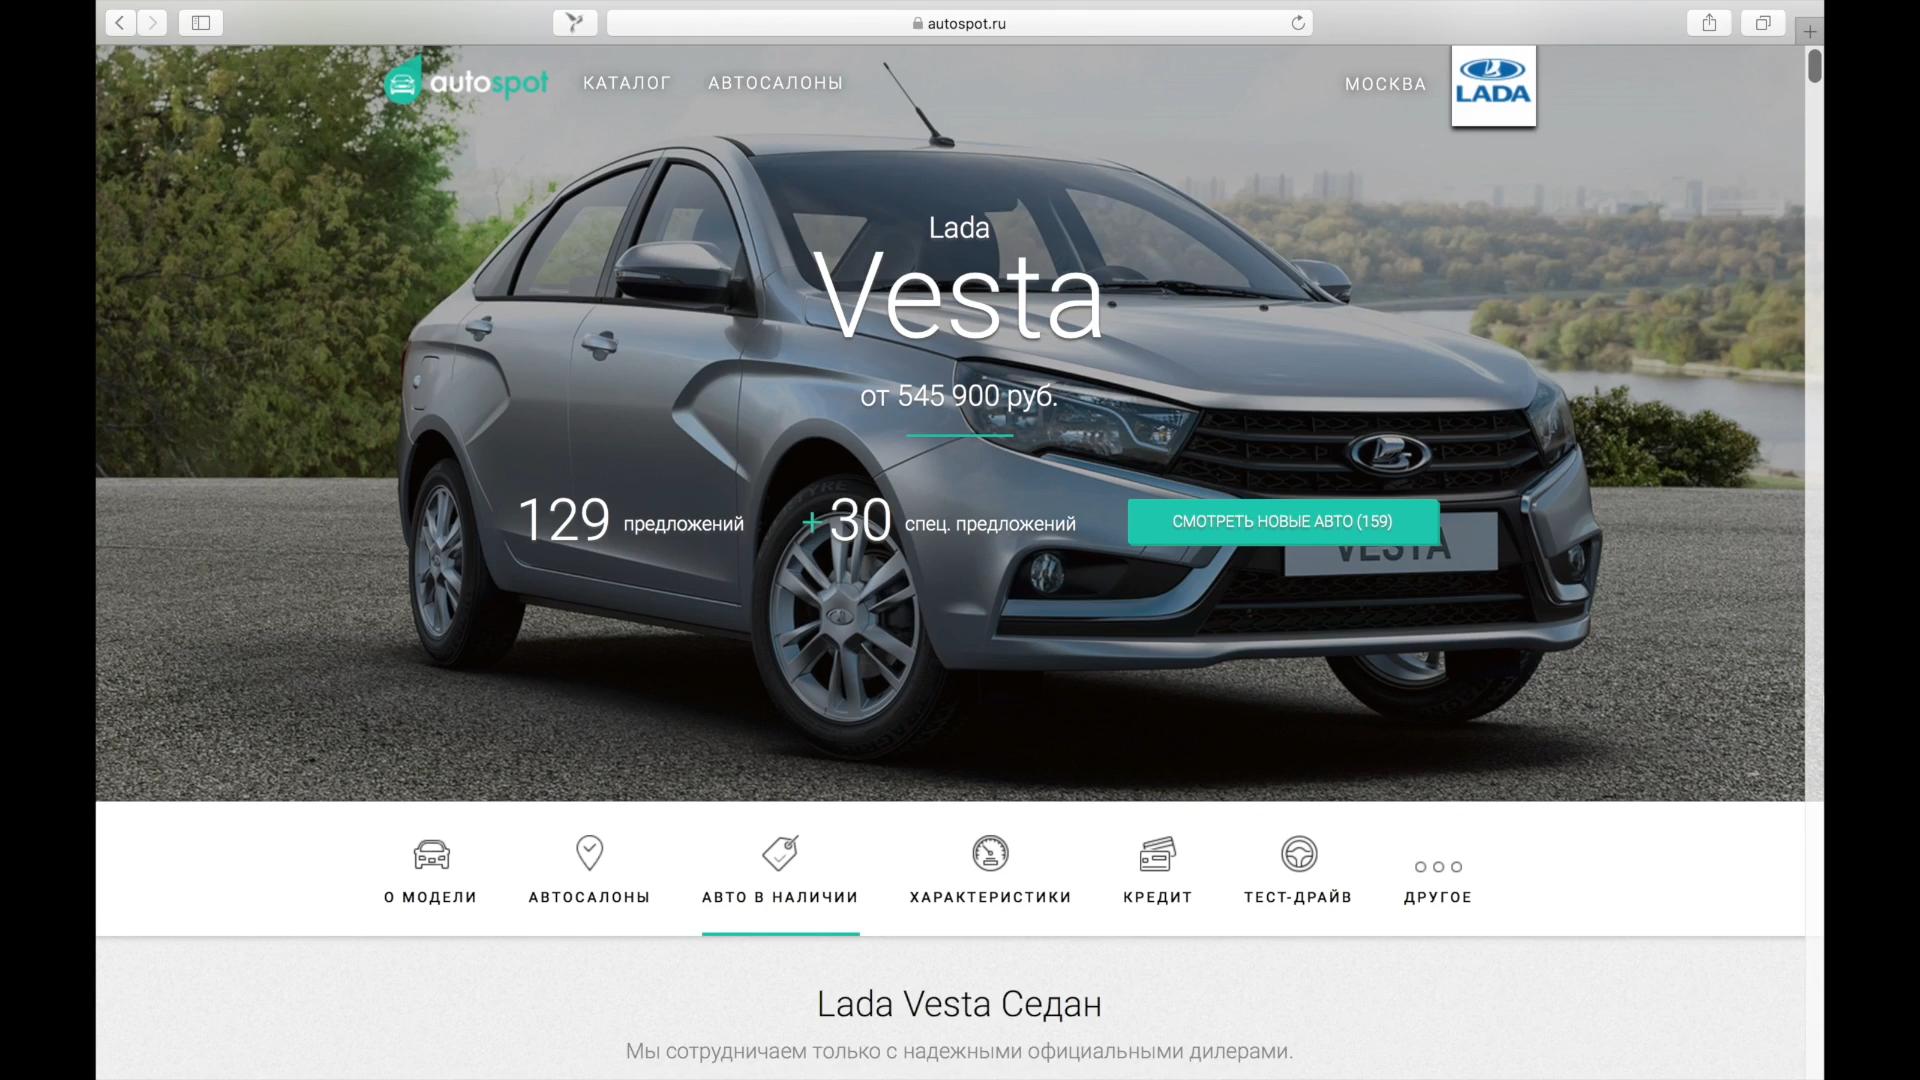 autospot.ru
autospot
КАТАЛОГ
АВТОСАЛОНЫ
МОСКВА
LADA
Lada
Vesta
от 545 900 руб.
129 предложений
+30 спец. предложений
СМОТРЕТЬ НОВЫЕ АВТО (159)
VESTA
О МОДЕЛИ
АВТОСАЛОНЫ
АВТО В НАЛИЧИИ
ХАРАКТЕРИСТИКИ
КРЕДИТ
ТЕСТ-ДРАЙВ
ДРУГОЕ
Lada Vesta Седан
Мы сотрудничаем только с надежными официальными дилерами.